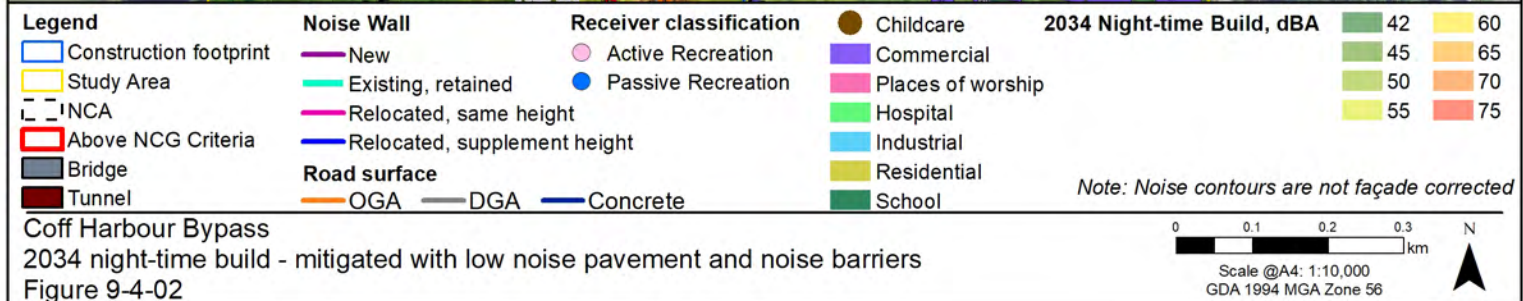 Legend
Construction footprint
Study Area
NCA
Above NCG Criteria
Bridge
Tunnel
Noise Wall
New
Existing, retained
Relocated, same height
Relocated, supplement height
Road surface
OGA DGA Concrete
Receiver classification
Active Recreation
Passive Recreation
Childcare
Commercial
Places of worship
Hospital
Industrial
Residential
School
2034 Night-time Build, dBA
42
45
50
55
60
65
70
75
Note: Noise contours are not façade corrected
Coff Harbour Bypass
2034 night-time build - mitigated with low noise pavement and noise barriers
Figure 9-4-02
0 0.1 0.2 0.3
km
Scale @A4: 1:10,000
GDA 1994 MGA Zone 56
N